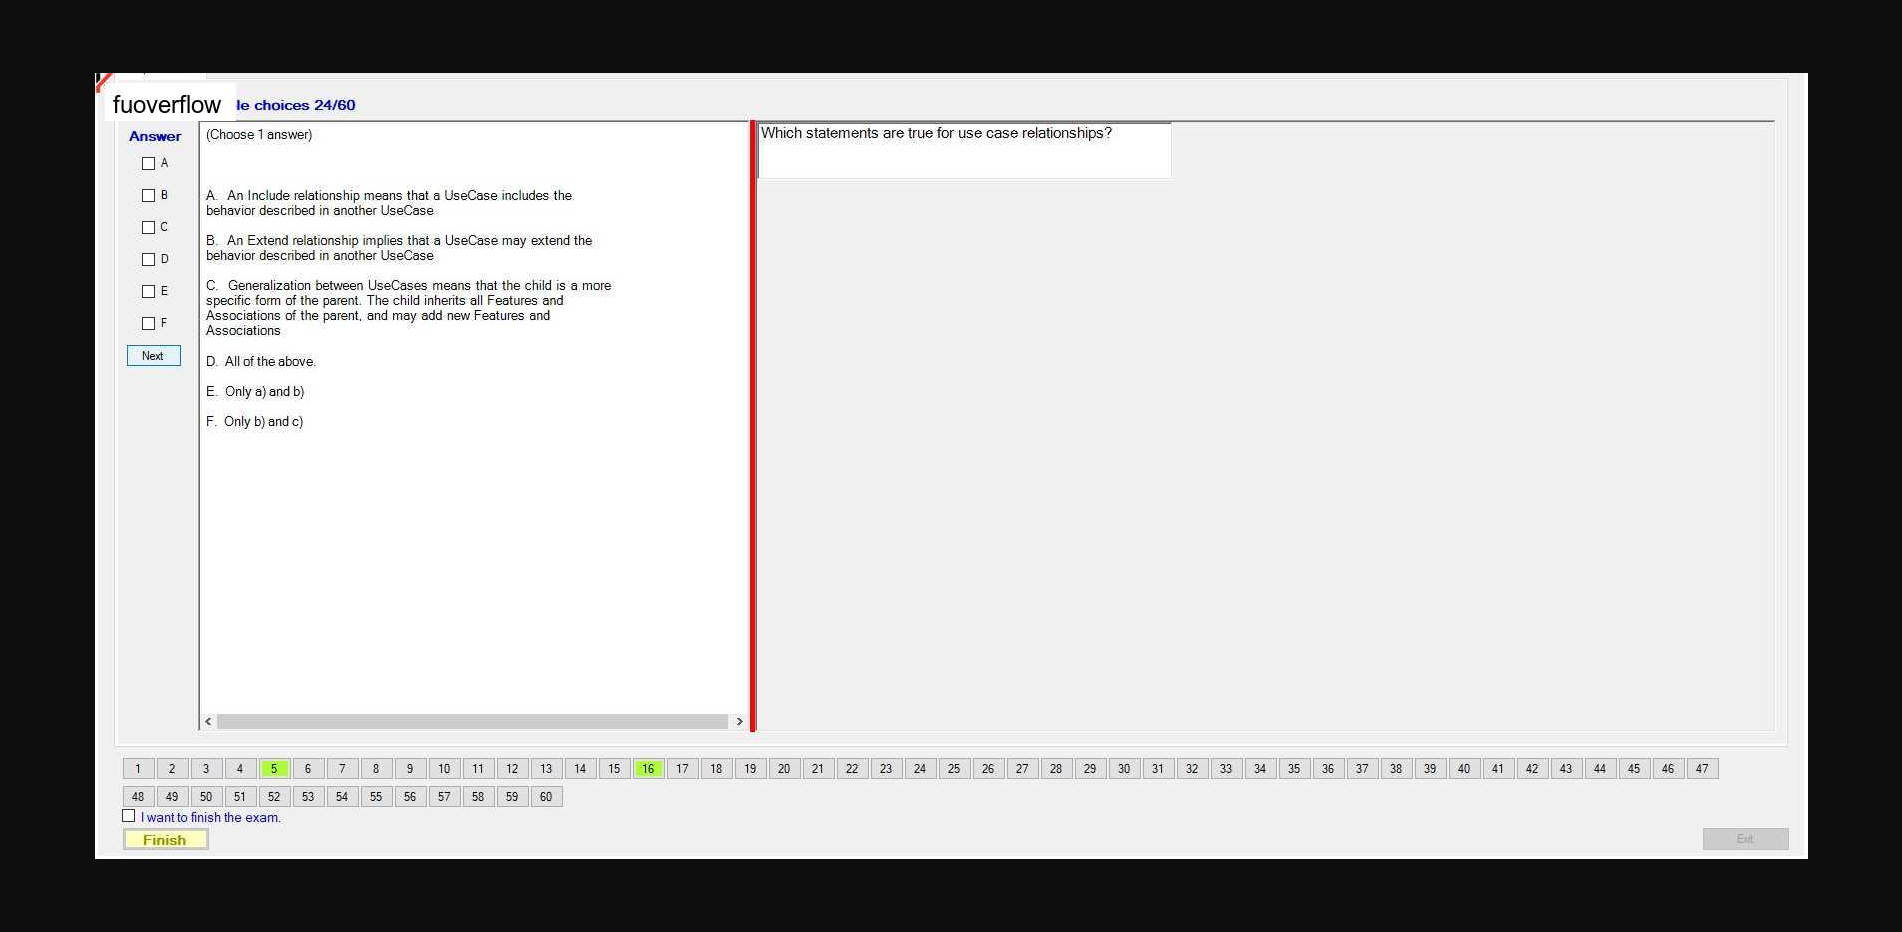 fuoverflow
le choices 24/60
Answer
(Choose 1 answer)
A
B
C
D
E
F
Next
A. An Include relationship means that a UseCase includes the
behavior described in another UseCase
B. An Extend relationship implies that a UseCase may extend the
behavior described in another UseCase
C. Generalization between UseCases means that the child is a more
specific form of the parent. The child inherits all Features and
Associations of the parent, and may add new Features and
Associations
D. All of the above.
E. Only a) and b)
F. Only b) and c)
Which statements are true for use case relationships?
1 2 3 4 5 6 7 8 9 10 11 12 13 14 15 16 17 18 19 20 21 22 23 24 25 26 27 28 29 30 31 32 33 34 35 36 37 38 39 40 41 42 43 44 45 46 47
48 49 50 51 52 53 54 55 56 57 58 59 60
I want to finish the exam.
Finish
Exit